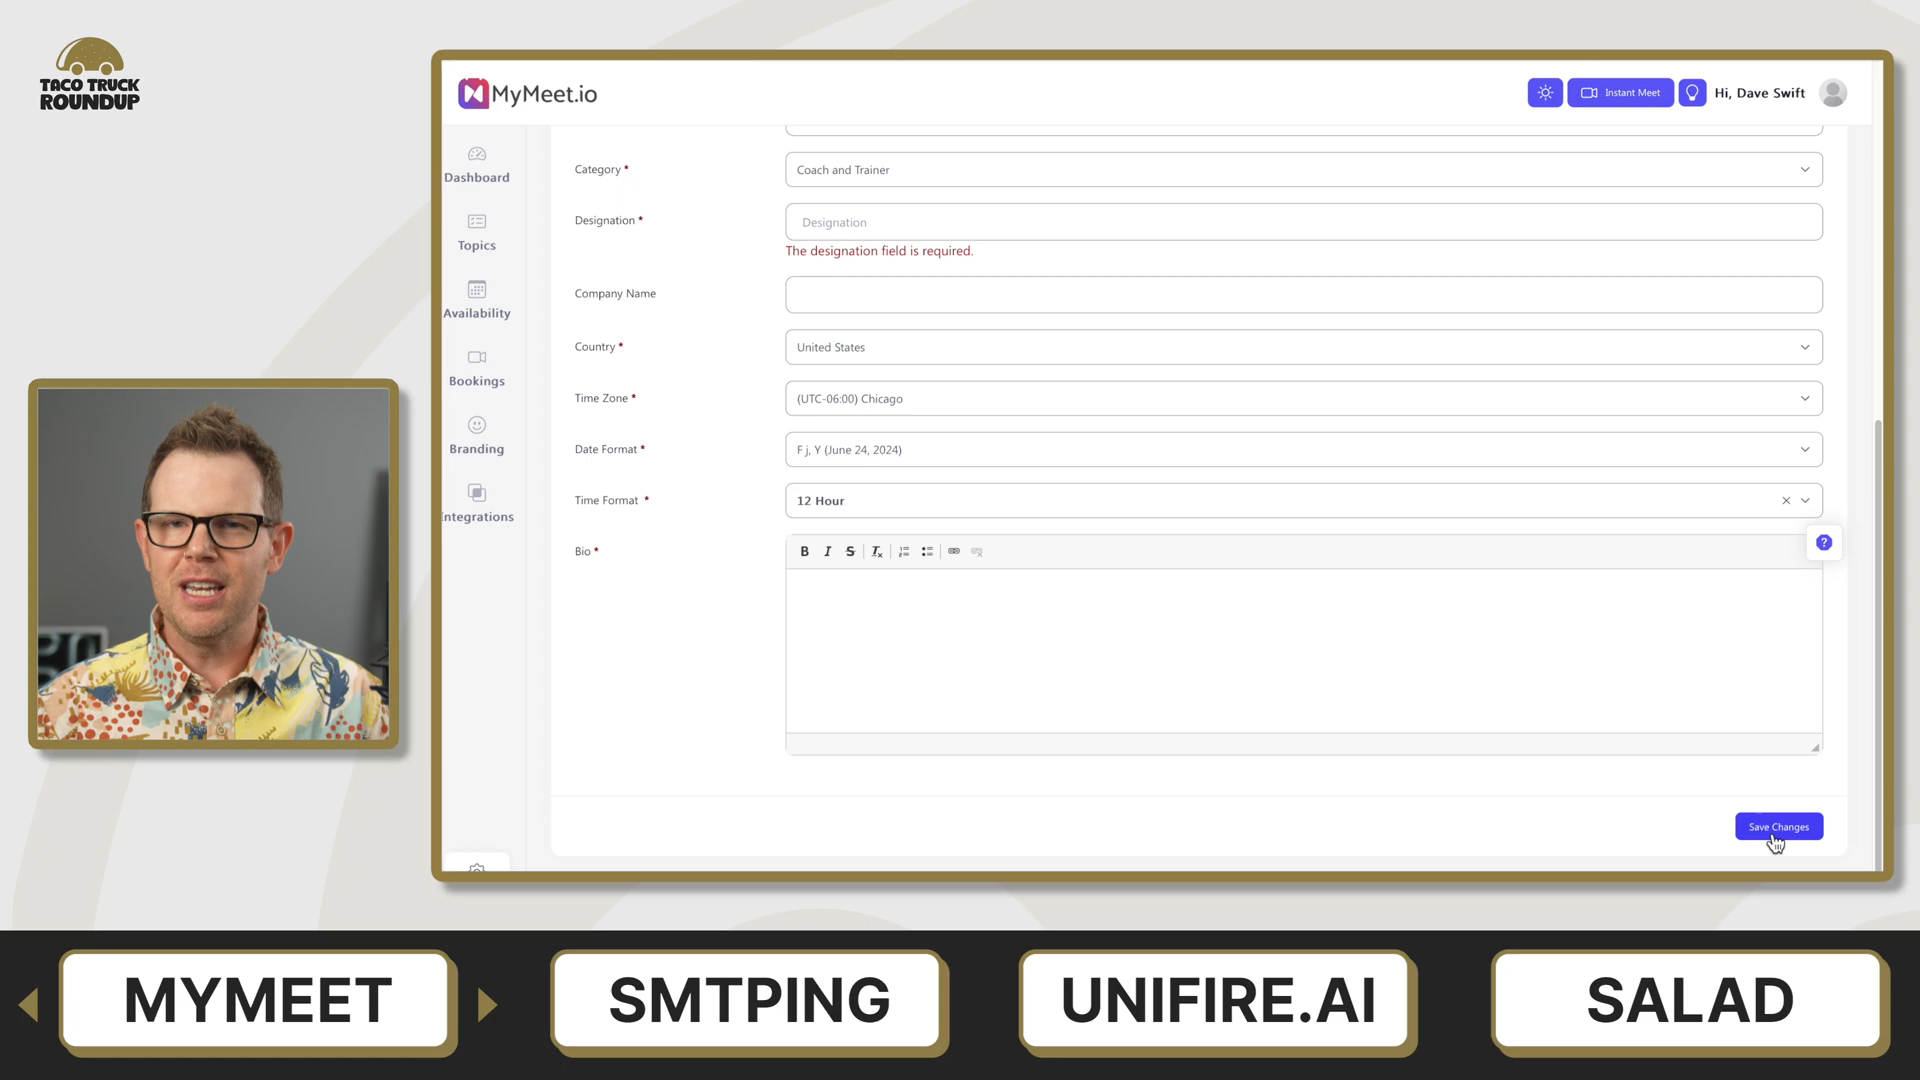 TACO TRUCK
ROUNDUP
MyMeet.io
Instant Meet
Hi, Dave Swift
Dashboard
Topics
Availability
Bookings
Branding
Integrations
Category *
Coach and Trainer
Designation *
Designation
The designation field is required.
Company Name
Country *
United States
Time Zone *
(UTC-06:00) Chicago
Date Format *
F j, Y (June 24, 2024)
Time Format *
12 Hour
Bio *
B I S Tx
?
Save Changes
MYMEET
SMTPING
UNIFIRE.AI
SALAD